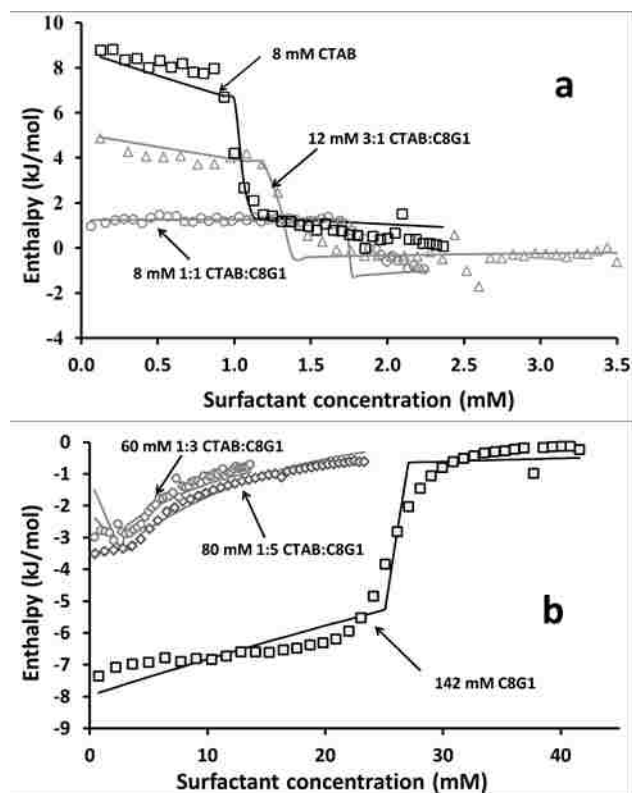 10
8
6
4
2
0
-2
-4
Enthalpy (kJ/mol)
8 mM CTAB
a
12 mM 3:1 CTAB:C8G1
8 mM 1:1 CTAB:C8G1
0.0 0.5 1.0 1.5 2.0 2.5 3.0 3.5
Surfactant concentration (mM)
0
-1
-2
-3
-4
-5
-6
-7
-8
-9
Enthalpy (kJ/mol)
60 mM 1:3 CTAB:C8G1
80 mM 1:5 CTAB:C8G1
b
142 mM C8G1
0 10 20 30 40
Surfactant concentration (mM)